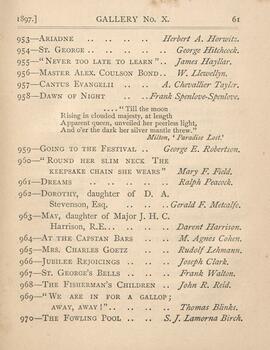 1897.] GALLERY No. X. 61
953—Ariadne .. .. .. Herbert A. Horwitz.
954—St. George .. .. .. George Hitchcock.
955—"Never too late to learn" .. James Hayllar.
956—Master Alex. Coulson Bond .. W. Llewellyn.
957—Cantus Evangelii .. A. Chevallier Tayler.
958—Dawn of Night .. Frank Spenlove-Spenlove.
...."Till the moon
Rising in clouded majesty, at length
Apparent queen, unveiled her peerless light,
And o'er the dark her silver mantle threw."
Milton, 'Paradise Lost.'
959—Going to the Festival .. George E. Robertson.
960—"Round her slim neck The
keepsake chain she wears" Mary F. Field.
961—Dreams .. .. .. Ralph Peacock.
962—Dorothy, daughter of D. A.
Stevenson, Esq. .. .. Gerald F. Metcalfe.
963—May, daughter of Major J. H. C.
Harrison, R.E... .. .. Darent Harrison.
964—At the Capstan Bars .. M. Agnes Cohen.
965—Mrs. Charles Goetz .. Rudolf Lehmann.
966—Jubilee Rejoicings .. Joseph Clark.
967—St. George's Bells .. .. Frank Walton.
968—The Fisherman's Children .. John R. Reid.
969—"We are in for a gallop;
away, away!" .. .. .. Thomas Blinks.
970—The Fowling Pool .. S. J. Lamorna Birch.